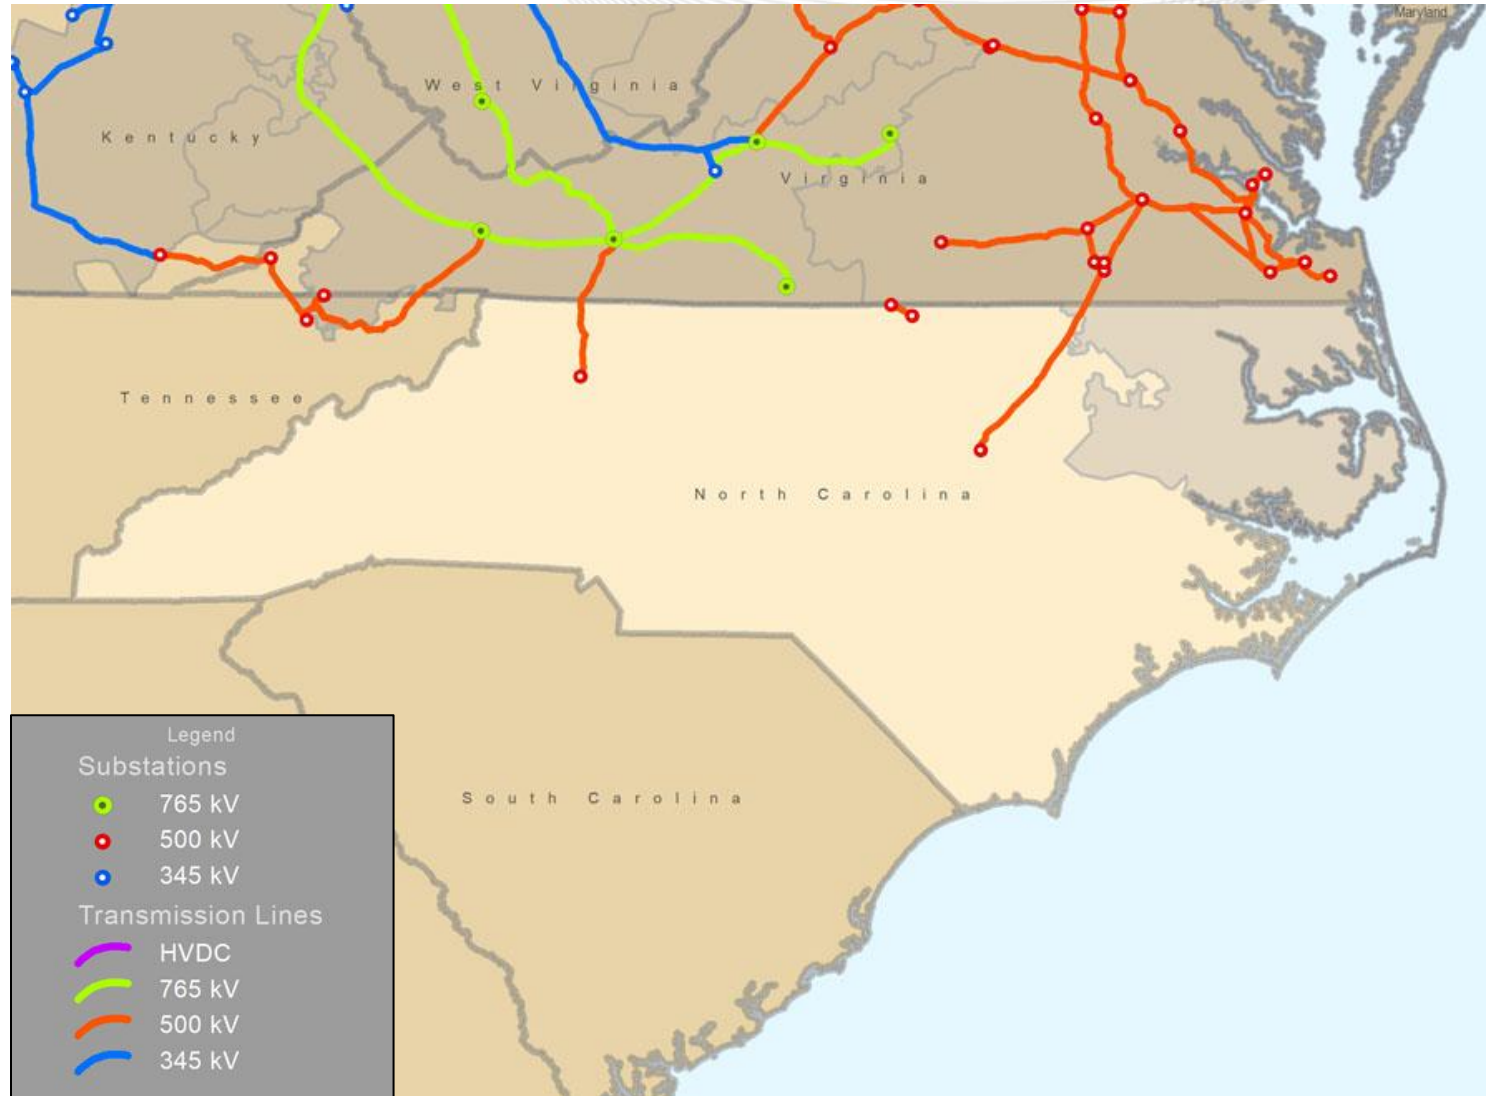 Maryland
West Virginia
Kentucky
Virginia
Tennessee
North Carolina
South Carolina
Legend
Substations
765 kV
500 kV
345 kV
Transmission Lines
HVDC
765 kV
500 kV
345 kV